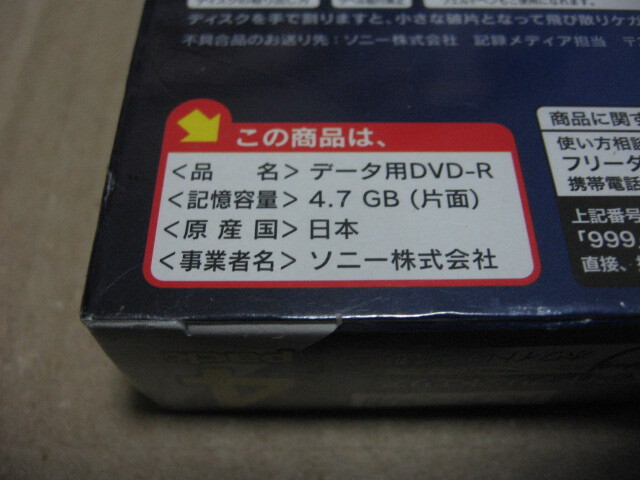 ディスクを手で割りますと、小さな破片となって飛び散りケガ
不具合品のお送り先：ソニー株式会社 記録メディア担当 〒
この商品は、
＜品 名＞データ用DVD-R
＜記憶容量＞4.7 GB（片面）
＜原産国＞日本
＜事業者名＞ソニー株式会社
商品に関す
使い方相談
フリーダ
携帯電話
上記番号
「999」
直接、